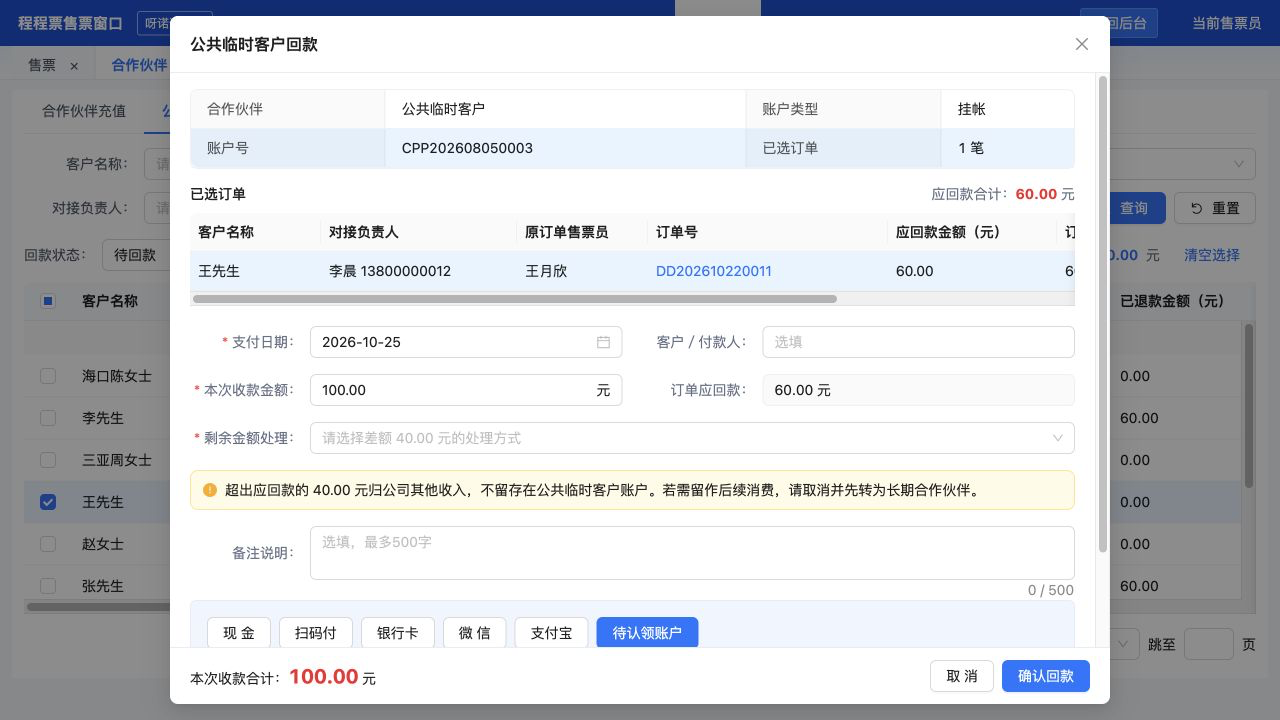 程程票售票窗口
呀诺
回后台
当前售票员
售票 ×
合作伙伴
合作伙伴充值
客户名称：
对接负责人：
查询
重置
回款状态：
待回款
0.00 元
清空选择
客户名称
已退款金额（元）
海口陈女士
0.00
李先生
60.00
三亚周女士
0.00
王先生
0.00
赵女士
0.00
张先生
60.00
跳至
页
公共临时客户回款
合作伙伴
公共临时客户
账户类型
挂帐
账户号
CPP202608050003
已选订单
1 笔
已选订单
应回款合计：60.00 元
客户名称
对接负责人
原订单售票员
订单号
应回款金额（元）
王先生
李晨 13800000012
王月欣
DD202610220011
60.00
* 支付日期：
2026-10-25
客户 / 付款人：
选填
* 本次收款金额：
100.00
元
订单应回款：
60.00 元
* 剩余金额处理：
请选择差额 40.00 元的处理方式
超出应回款的 40.00 元归公司其他收入，不留存在公共临时客户账户。若需留作后续消费，请取消并先转为长期合作伙伴。
备注说明：
选填，最多500字
0 / 500
现 金
扫码付
银行卡
微 信
支付宝
待认领账户
本次收款合计：100.00 元
取 消
确认回款